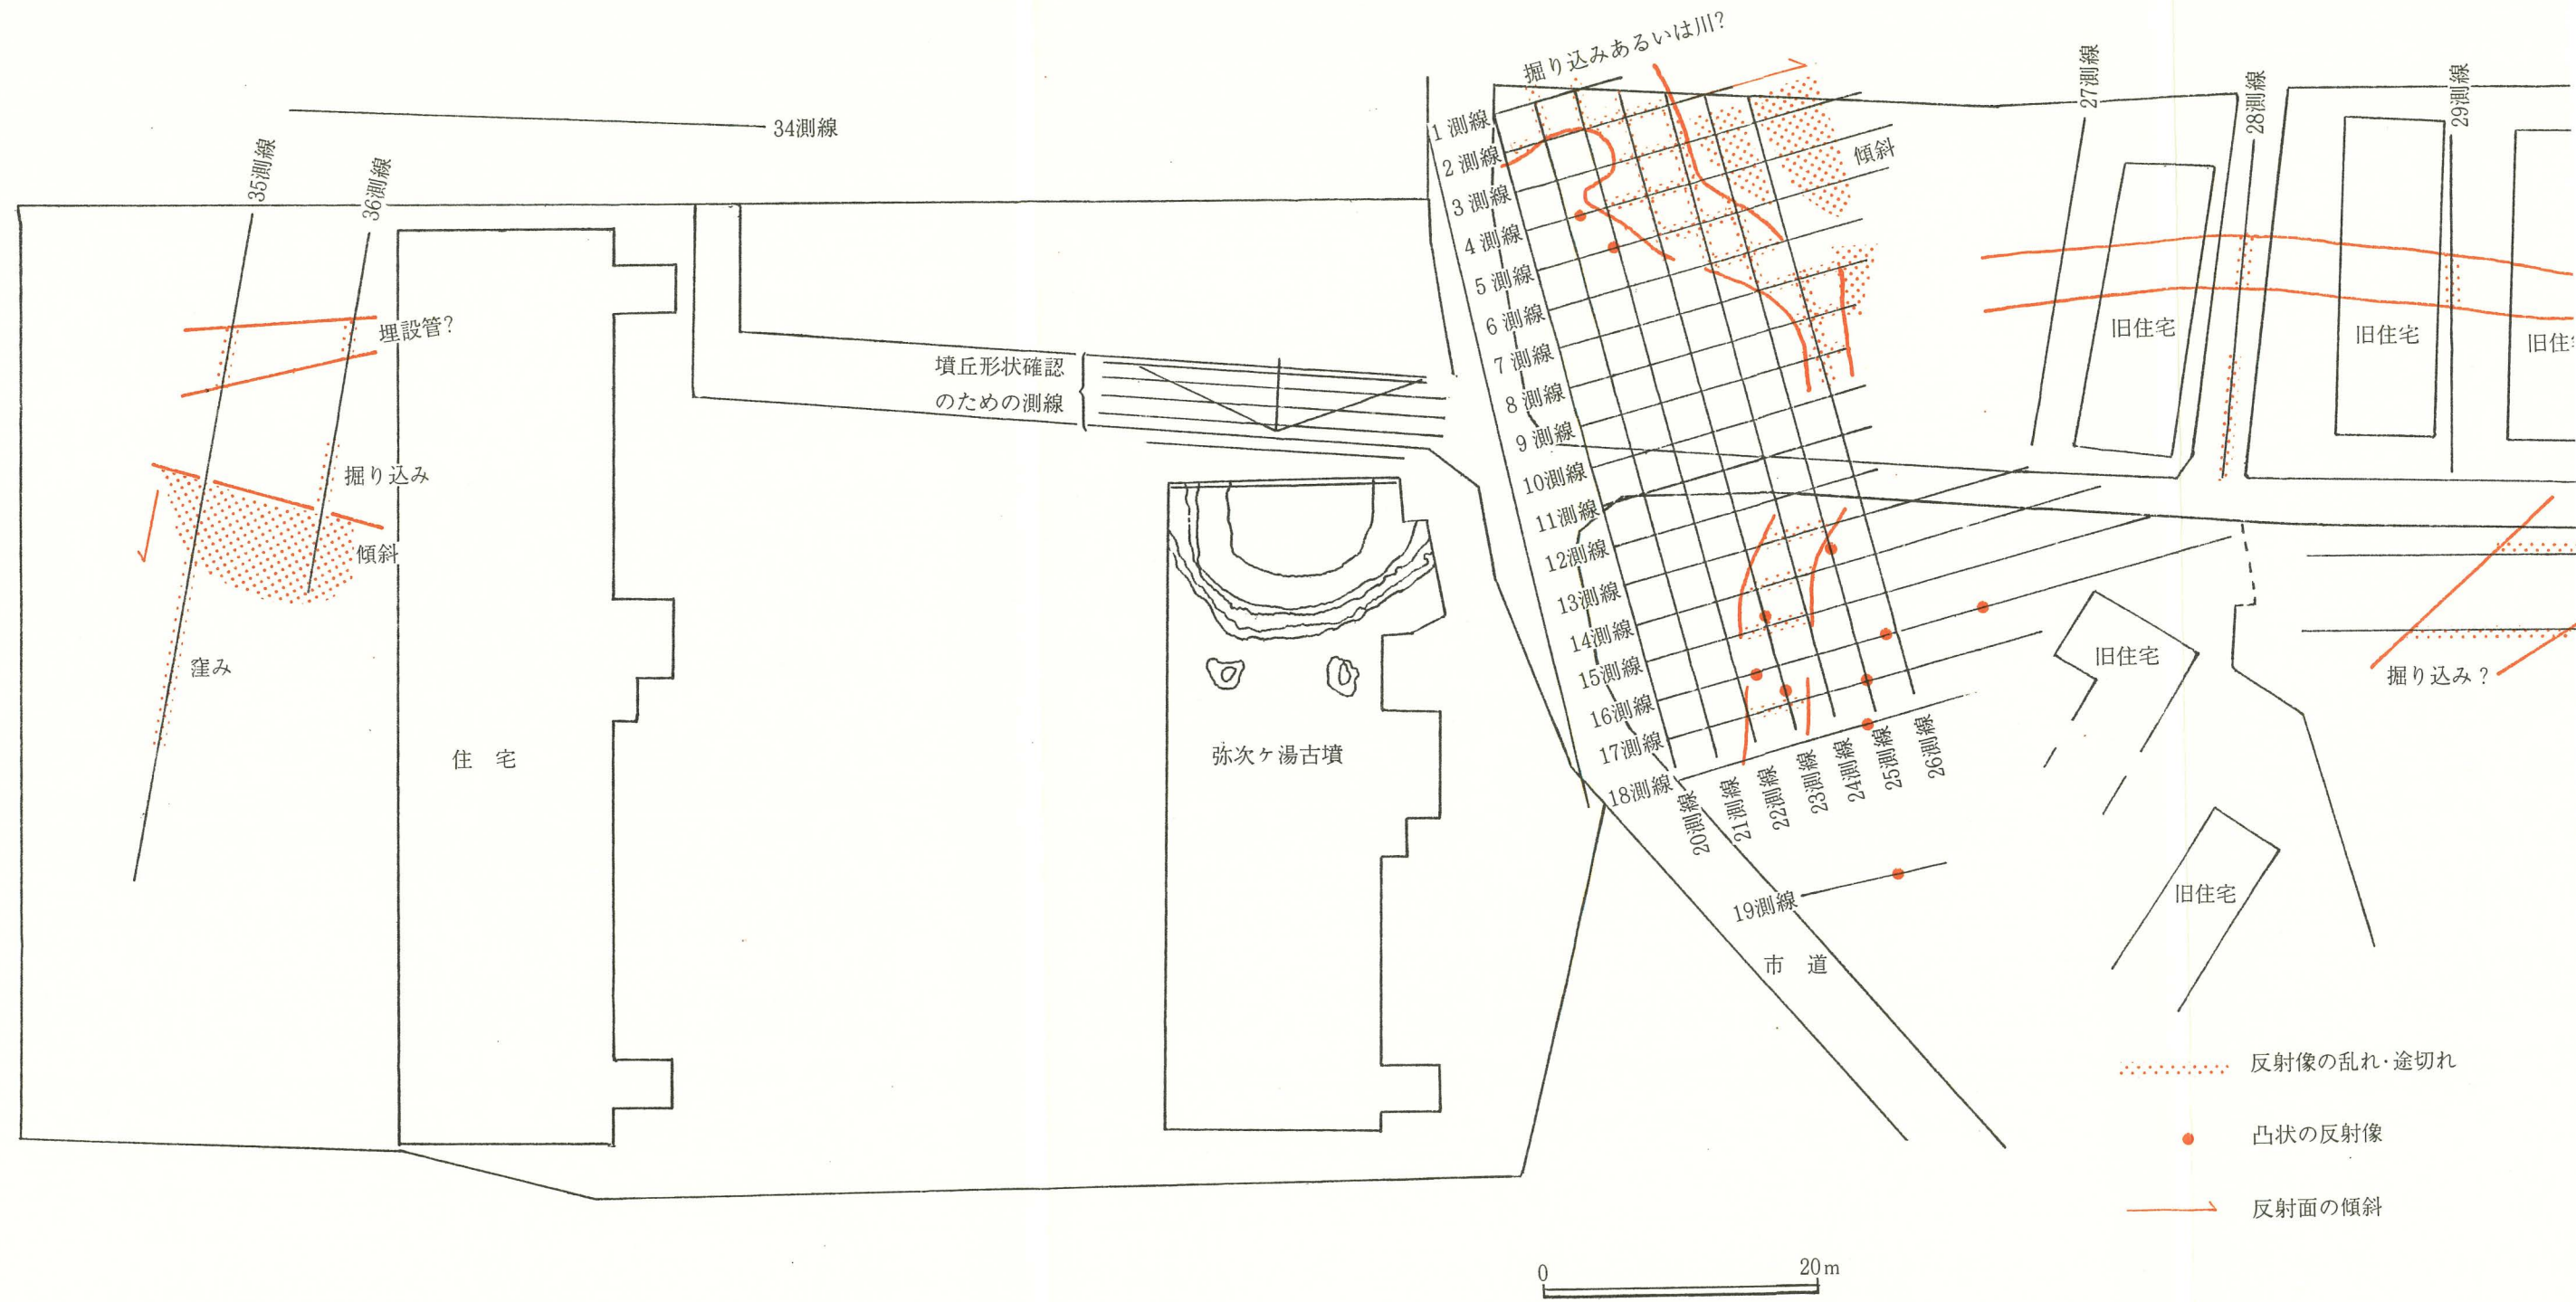 掘り込みあるいは川?
27測線
28測線
29測線
34測線
35測線
36測線
1測線
2測線
3測線
4測線
5測線
6測線
7測線
8測線
9測線
10測線
11測線
12測線
13測線
14測線
15測線
16測線
17測線
18測線
19測線
20測線
21測線
22測線
23測線
24測線
25測線
26測線
傾斜
埋設管?
掘り込み
傾斜
窪み
住 宅
墳丘形状確認
のための測線
弥次ヶ湯古墳
旧住宅
旧住宅
旧住
旧住宅
旧住宅
掘り込み?
市 道
反射像の乱れ・途切れ
凸状の反射像
反射面の傾斜
0
20m